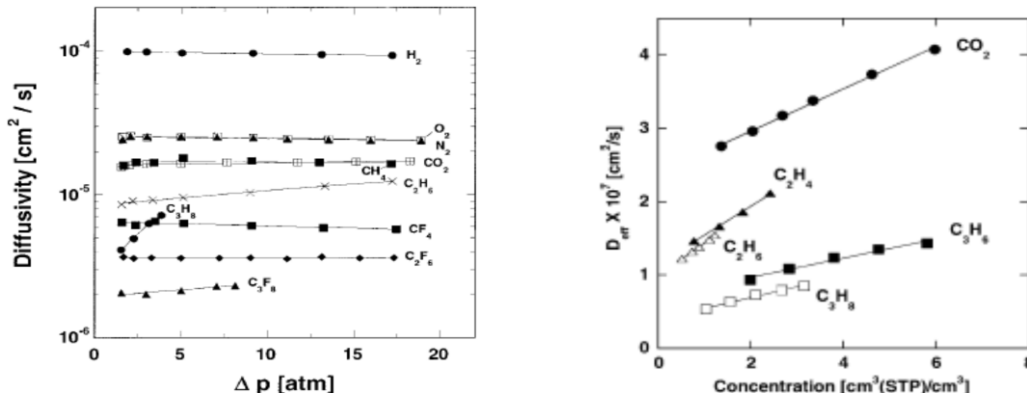 Diffusivity [cm² / s]
10⁻⁴
10⁻⁵
10⁻⁶
H₂
O₂
N₂
CO₂
CH₄
C₂H₆
C₃H₈
CF₄
C₂F₆
C₃F₈
0 5 10 15 20
Δ p [atm]
D_eff X 10⁷ [cm²/s]
4
3
2
1
0
CO₂
C₂H₄
C₂H₆
C₃H₆
C₃H₈
0 2 4 6 8
Concentration [cm³(STP)/cm³]